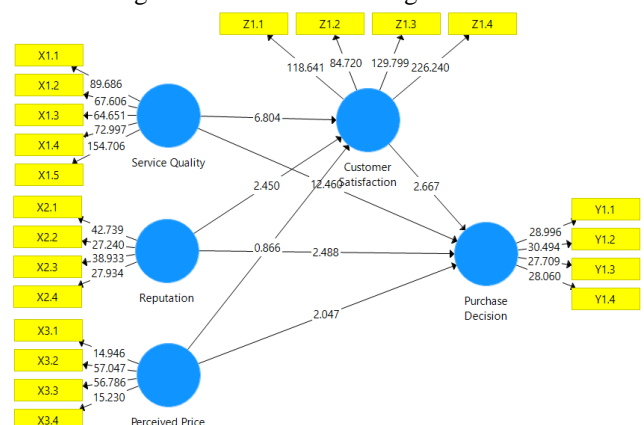 Z1.1
Z1.2
Z1.3
Z1.4
118.641
84.720
129.799
226.240
X1.1
X1.2
X1.3
X1.4
X1.5
89.686
67.606
64.651
72.997
154.706
Service Quality
6.804
Customer
Satisfaction
2.450
12.460
2.667
X2.1
X2.2
X2.3
X2.4
42.739
27.240
38.933
27.934
Reputation
0.866
2.488
2.047
Purchase
Decision
28.996
30.494
27.709
28.060
Y1.1
Y1.2
Y1.3
Y1.4
X3.1
X3.2
X3.3
X3.4
14.946
57.047
56.786
15.230
Perceived Price